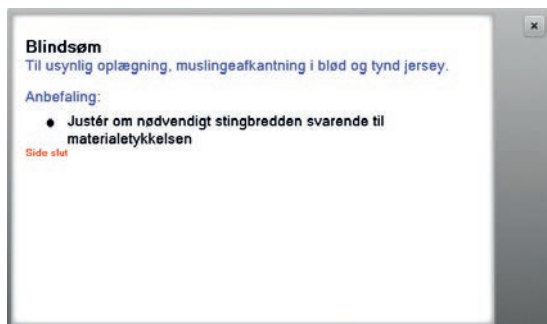 Blindsøm
Til usynlig oplægning, muslingeafkantning i blød og tynd jersey.
Anbefaling:
● Justér om nødvendigt stingbredden svarende til
materialetykkelsen
Side slut